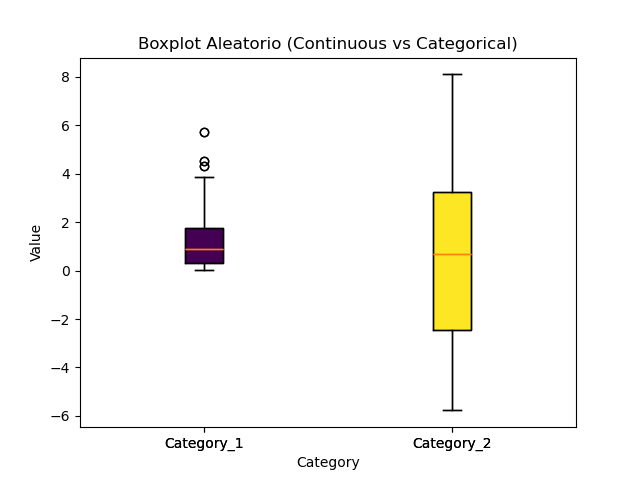 Boxplot Aleatorio (Continuous vs Categorical)
8
6
4
2
0
−2
−4
−6
Value
Category_1
Category_2
Category